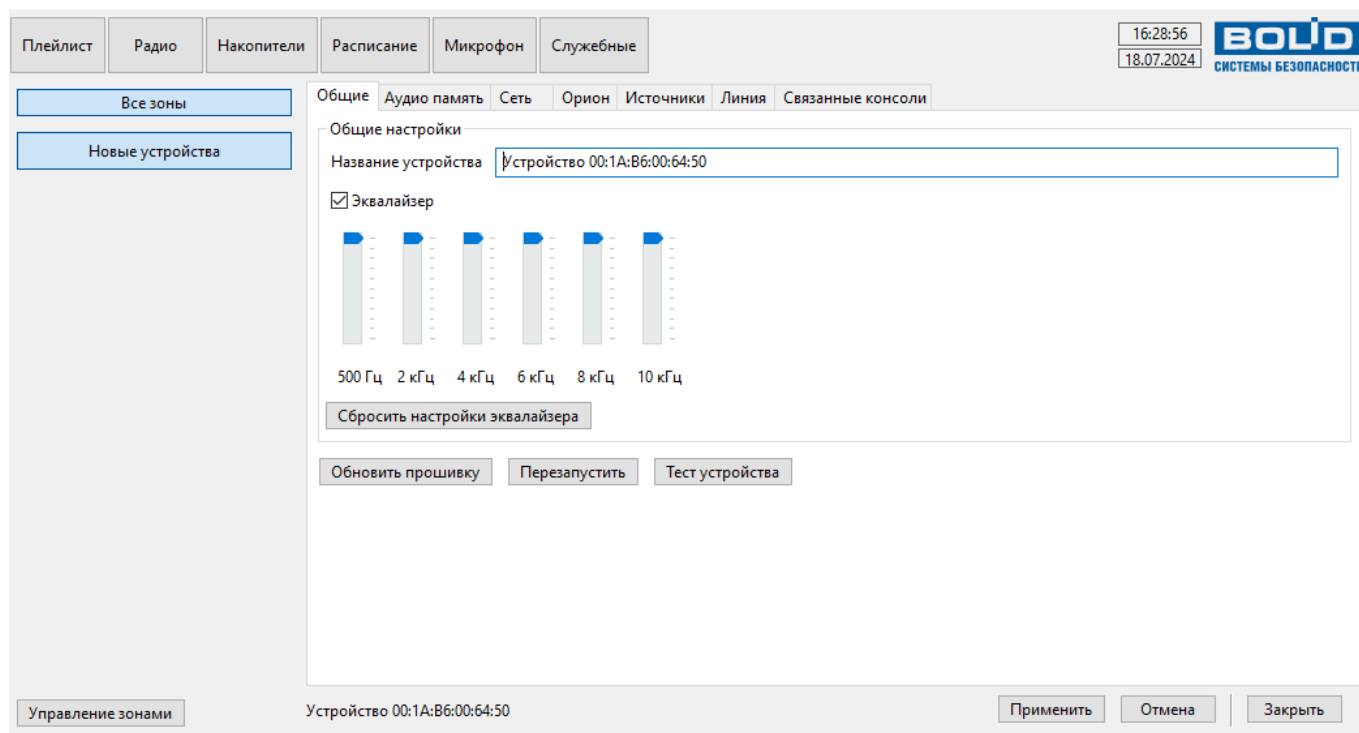 Плейлист Радио Накопители Расписание Микрофон Служебные
16:28:56
18.07.2024
BOLID
СИСТЕМЫ БЕЗОПАСНОСТИ
Все зоны
Новые устройства
Общие Аудио память Сеть Орион Источники Линия Связанные консоли
Общие настройки
Название устройства Устройство 00:1A:B6:00:64:50
Эквалайзер
500 Гц 2 кГц 4 кГц 6 кГц 8 кГц 10 кГц
Сбросить настройки эквалайзера
Обновить прошивку Перезапустить Тест устройства
Управление зонами Устройство 00:1A:B6:00:64:50 Применить Отмена Закрыть